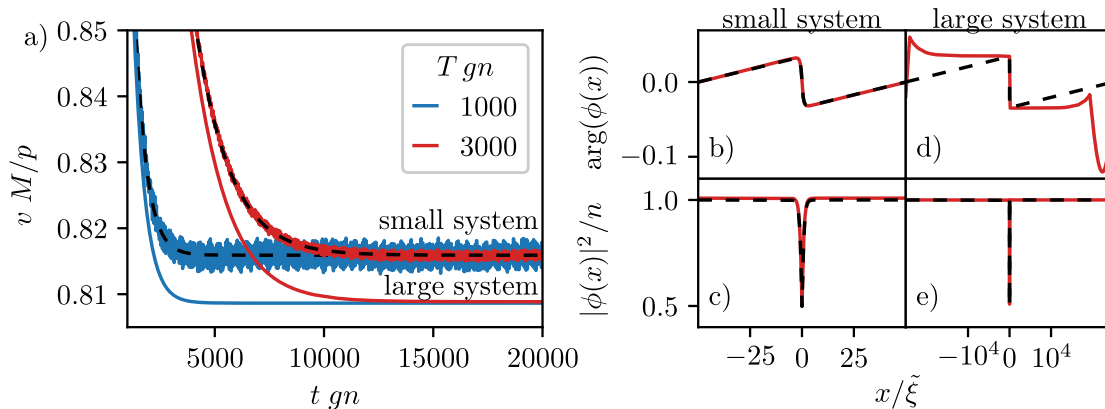 a)
0.85
0.84
0.83
0.82
0.81
v M/p
T gn
1000
3000
small system
large system
5000
10000
15000
20000
t gn
small system
large system
arg(ϕ(x))
0.0
−0.1
b)
d)
|ϕ(x)|²/n
1.0
0.5
c)
e)
−25
0
25
−10⁴
0
10⁴
x/ξ̃